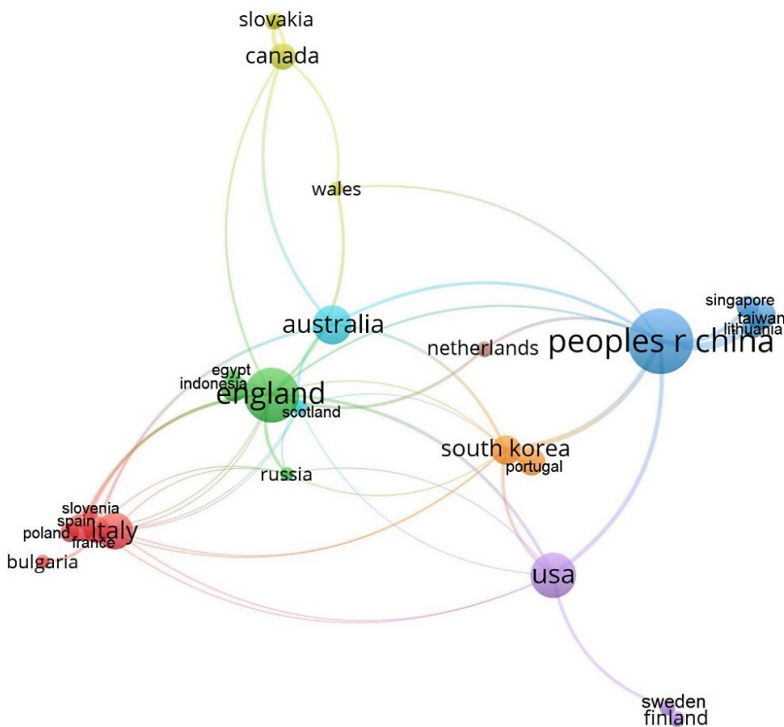 slovakia
canada
wales
singapore
taiwan
lithuania
australia
peoples r china
netherlands
egypt
indonesia
england
scotland
south korea
portugal
russia
slovenia
spain
poland
italy
france
bulgaria
usa
sweden
finland